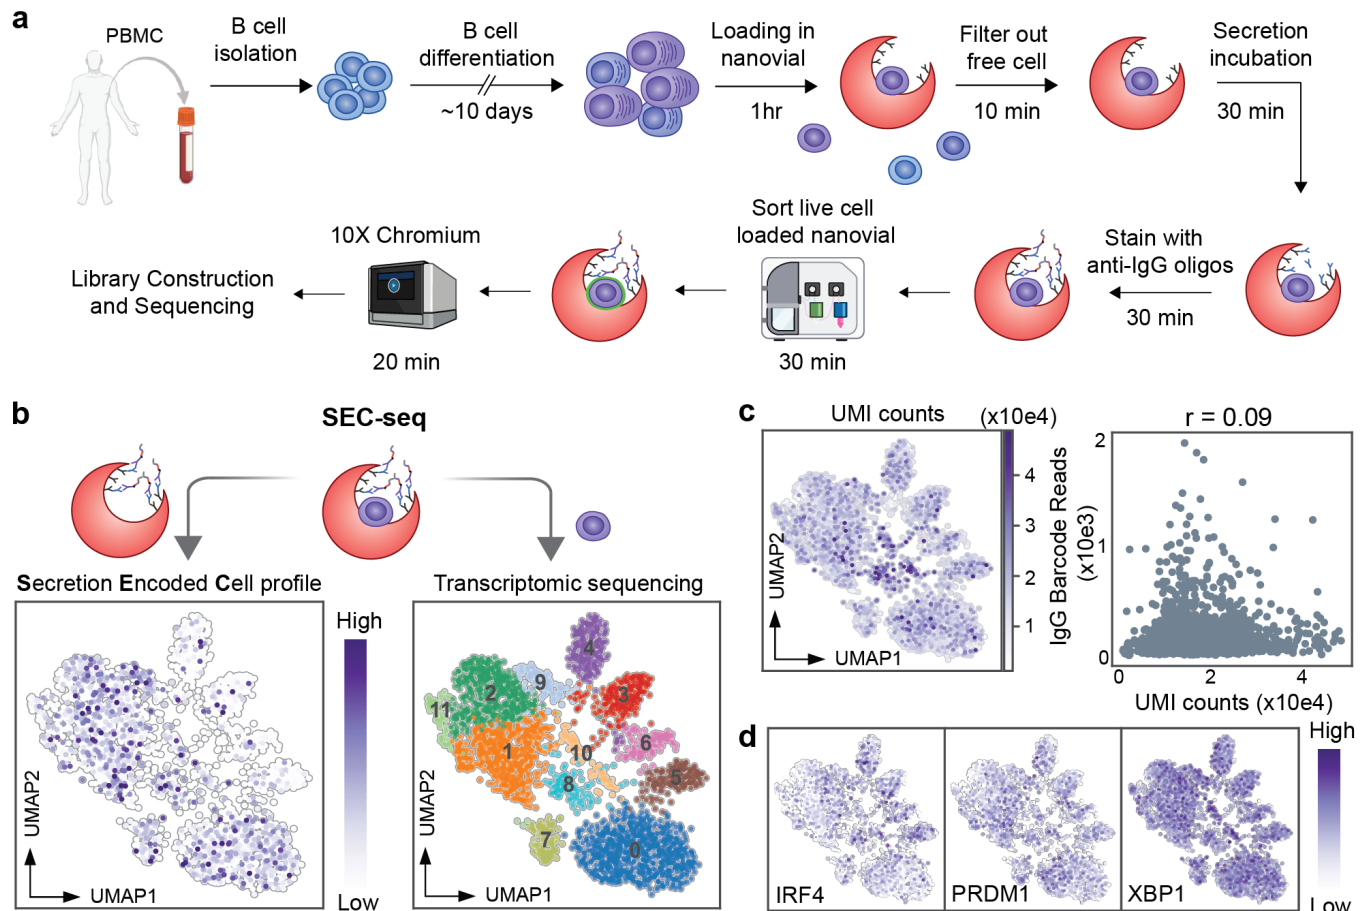 a
PBMC
B cell
isolation
B cell
differentiation
~10 days
Loading in
nanovial
1hr
Filter out
free cell
10 min
Secretion
incubation
30 min
Stain with
anti-IgG oligos
30 min
Sort live cell
loaded nanovial
30 min
10X Chromium
20 min
Library Construction
and Sequencing
b
SEC-seq
Secretion Encoded Cell profile
UMAP2
UMAP1
High
Low
Transcriptomic sequencing
4
9
2
3
11
1
10
6
8
5
7
0
UMAP2
UMAP1
c
UMI counts
(x10e4)
4
3
2
1
UMAP2
UMAP1
r = 0.09
IgG Barcode Reads
(x10e3)
2
1
0
0
2
4
UMI counts (x10e4)
d
IRF4
PRDM1
XBP1
High
Low